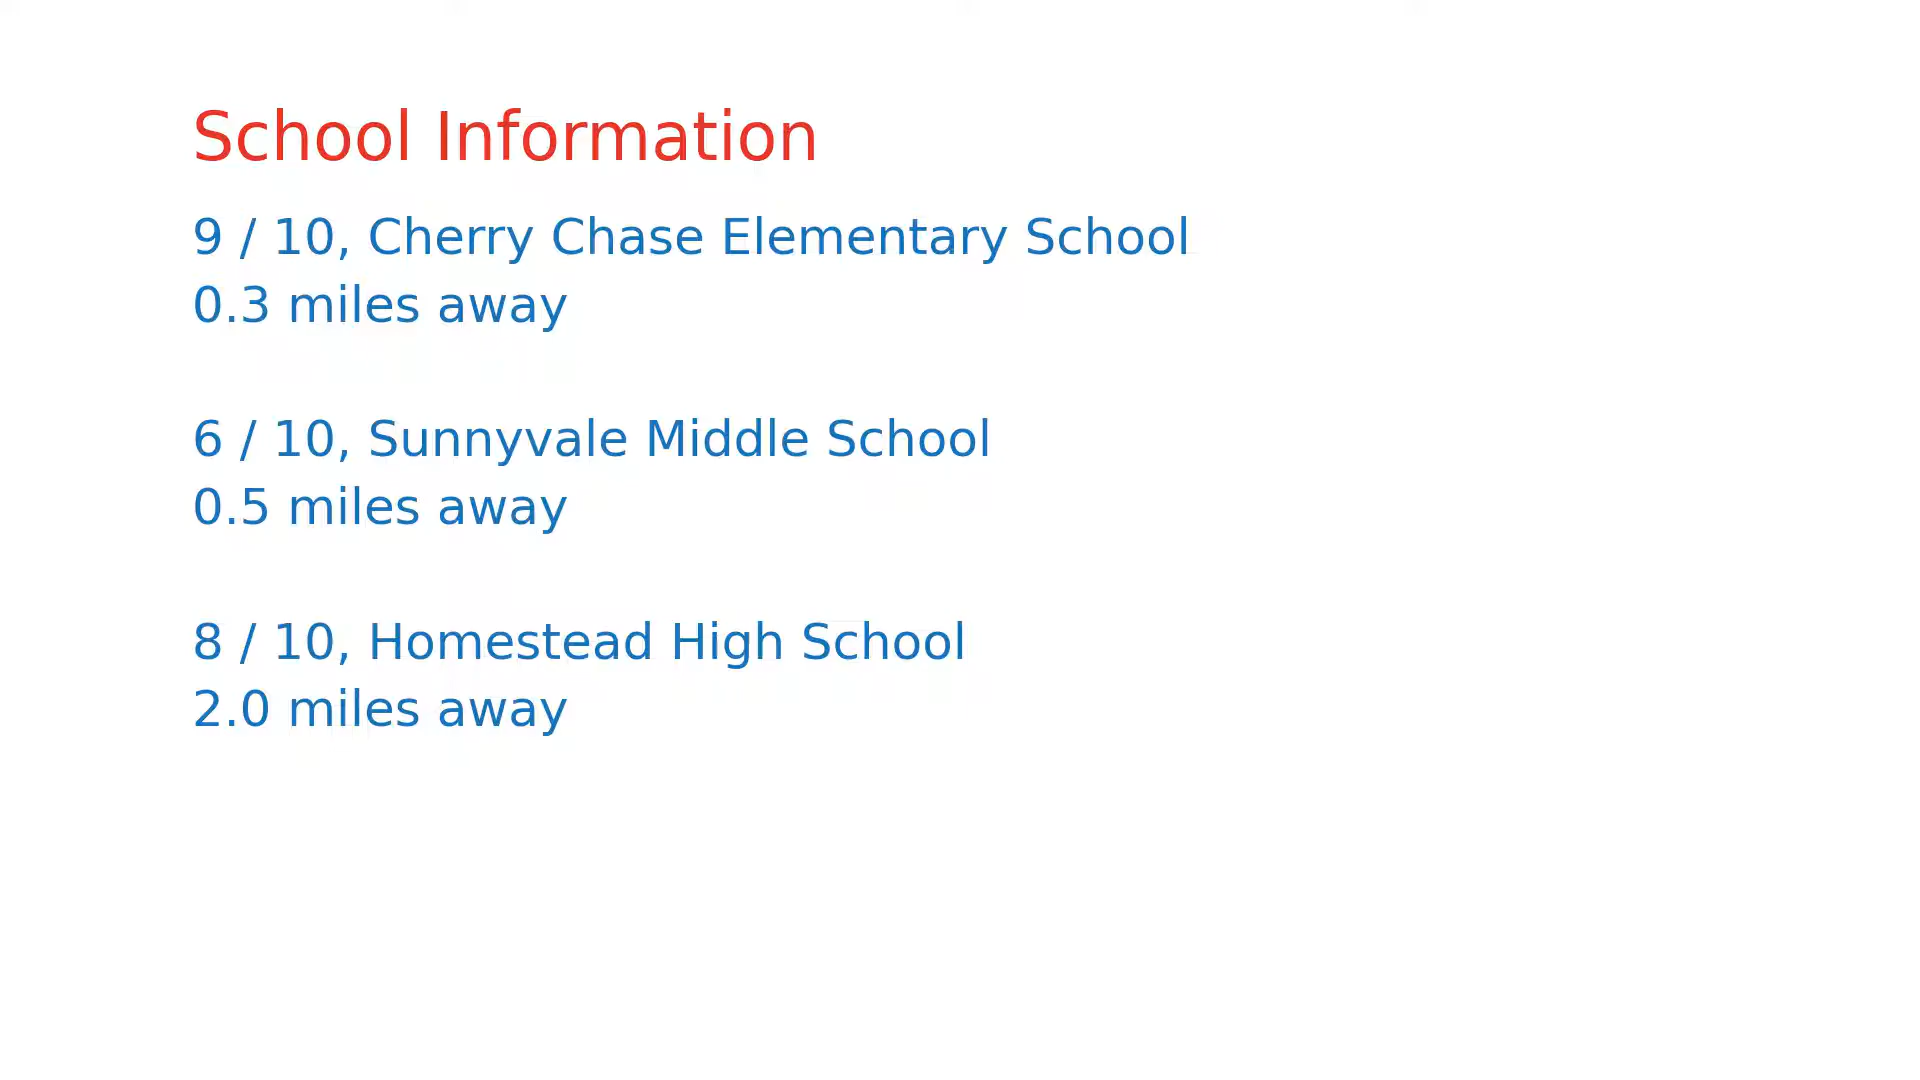 School Information
9 / 10, Cherry Chase Elementary School
0.3 miles away
6 / 10, Sunnyvale Middle School
0.5 miles away
8 / 10, Homestead High School
2.0 miles away